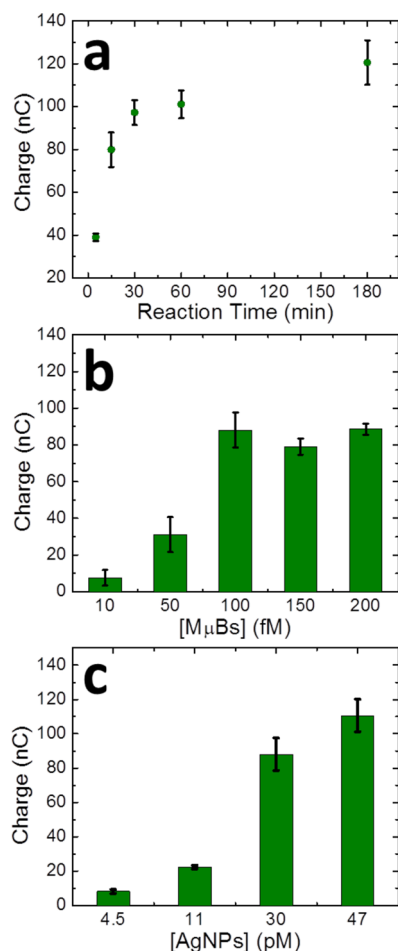 a
140
120
100
80
60
40
20
Charge (nC)
0 30 60 90 120 150 180
Reaction Time (min)
b
140
120
100
80
60
40
20
0
Charge (nC)
10 50 100 150 200
[MμBs] (fM)
c
140
120
100
80
60
40
20
0
Charge (nC)
4.5 11 30 47
[AgNPs] (pM)